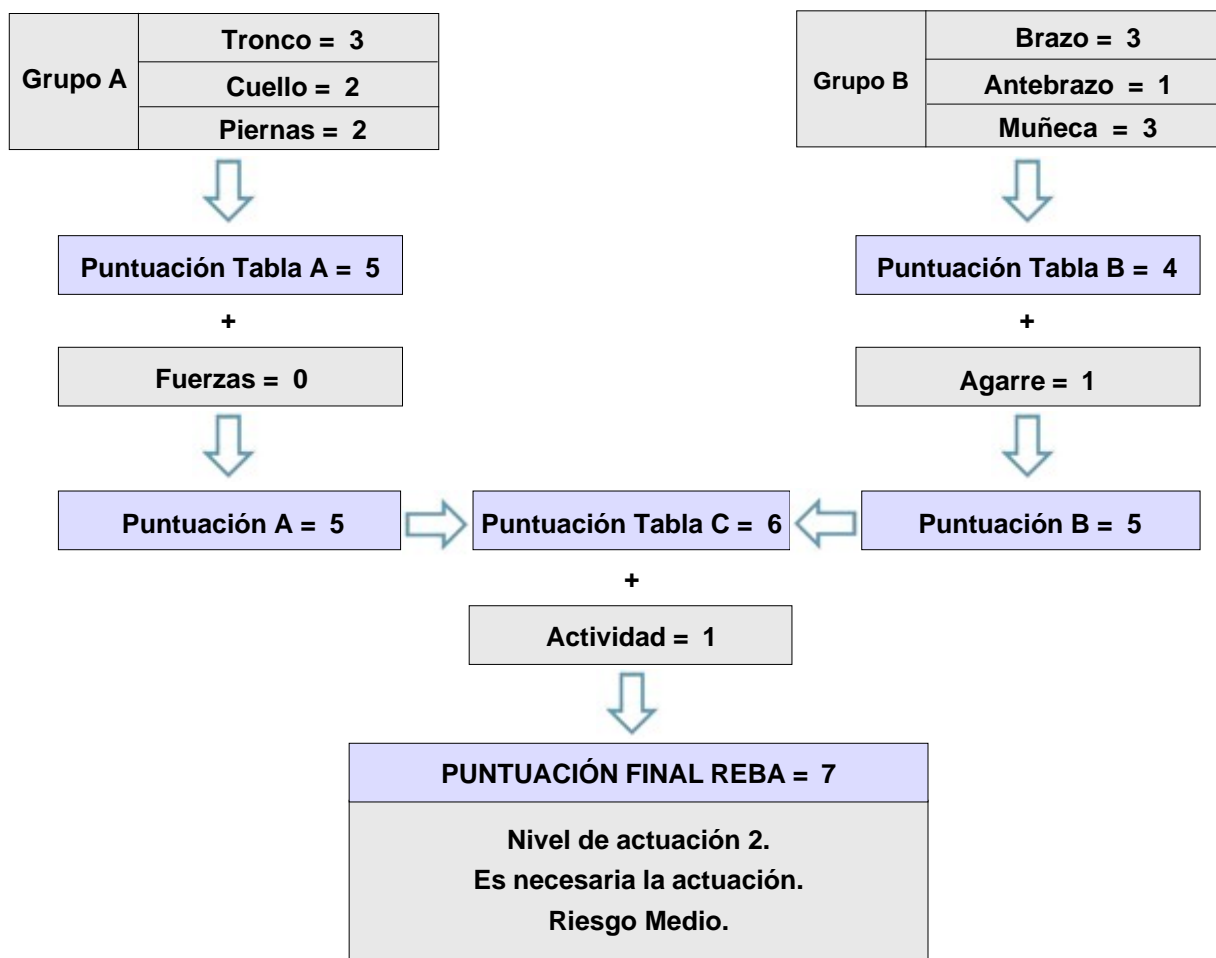 Grupo A
Tronco = 3
Cuello = 2
Piernas = 2
Grupo B
Brazo = 3
Antebrazo = 1
Muñeca = 3
Puntuación Tabla A = 5
Puntuación Tabla B = 4
+
+
Fuerzas = 0
Agarre = 1
Puntuación A = 5
Puntuación Tabla C = 6
Puntuación B = 5
+
Actividad = 1
PUNTUACIÓN FINAL REBA = 7
Nivel de actuación 2.
Es necesaria la actuación.
Riesgo Medio.